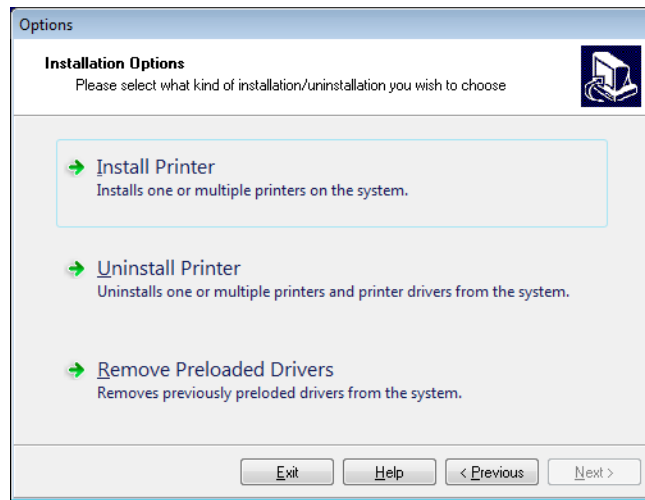 Options
Installation Options
Please select what kind of installation/uninstallation you wish to choose
Install Printer
Installs one or multiple printers on the system.
Uninstall Printer
Uninstalls one or multiple printers and printer drivers from the system.
Remove Preloaded Drivers
Removes previously preloded drivers from the system.
Exit Help < Previous Next >